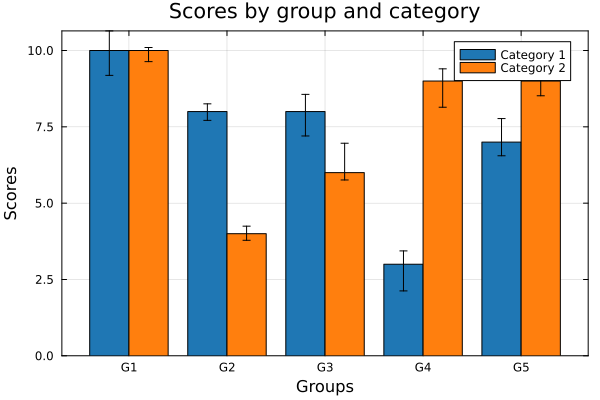 Scores by group and category
Category 1
Category 2
Scores
10.0
7.5
5.0
2.5
0.0
G1 G2 G3 G4 G5
Groups